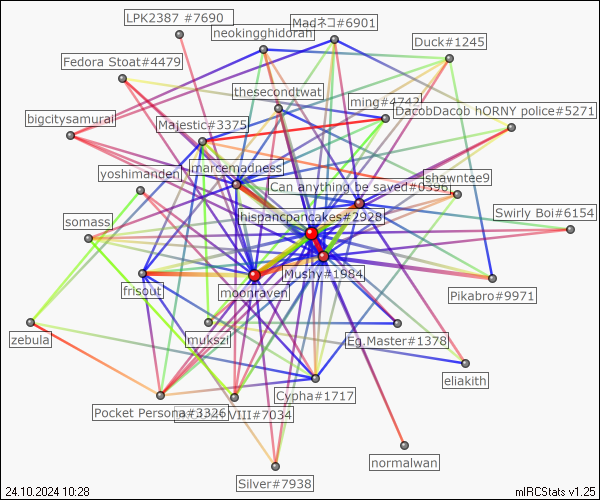 LPK2387 #7690
Madネコ#6901
neokingghidorah
Duck#1245
Fedora Stoat#4479
thesecondtwat
ming#4742
DacobDacob hORNY police#5271
bigcitysamurai
Majestic#3375
marcemadness
yoshimanden
shawntee9
Can anything be saved#0396
Swirly Boi#6154
somass
hispancpancakes#2928
Mushy#1984
frisout
moonraven
Pikabro#9971
zebula
mukszi
Eg.Master#1378
eliakith
Cypha#1717
Pocket Persona#3326
VIII#7034
normalwan
Silver#7938
24.10.2024 10:28
mIRCStats v1.25